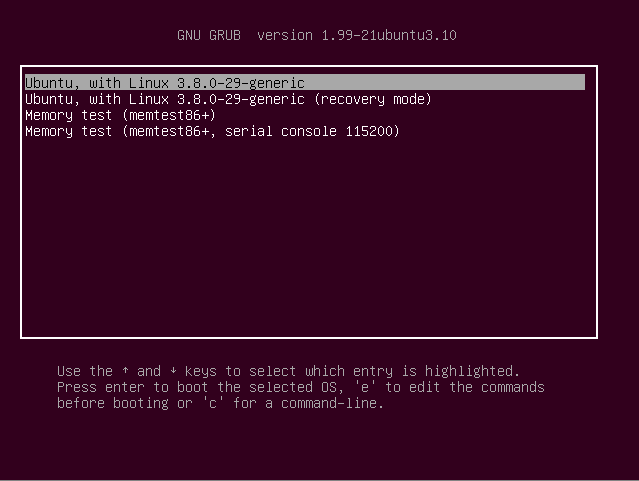 GNU GRUB  version 1.99-21ubuntu3.10
Ubuntu, with Linux 3.8.0-29-generic
Ubuntu, with Linux 3.8.0-29-generic (recovery mode)
Memory test (memtest86+)
Memory test (memtest86+, serial console 115200)
Use the ↑ and ↓ keys to select which entry is highlighted.
Press enter to boot the selected OS, 'e' to edit the commands
before booting or 'c' for a command-line.